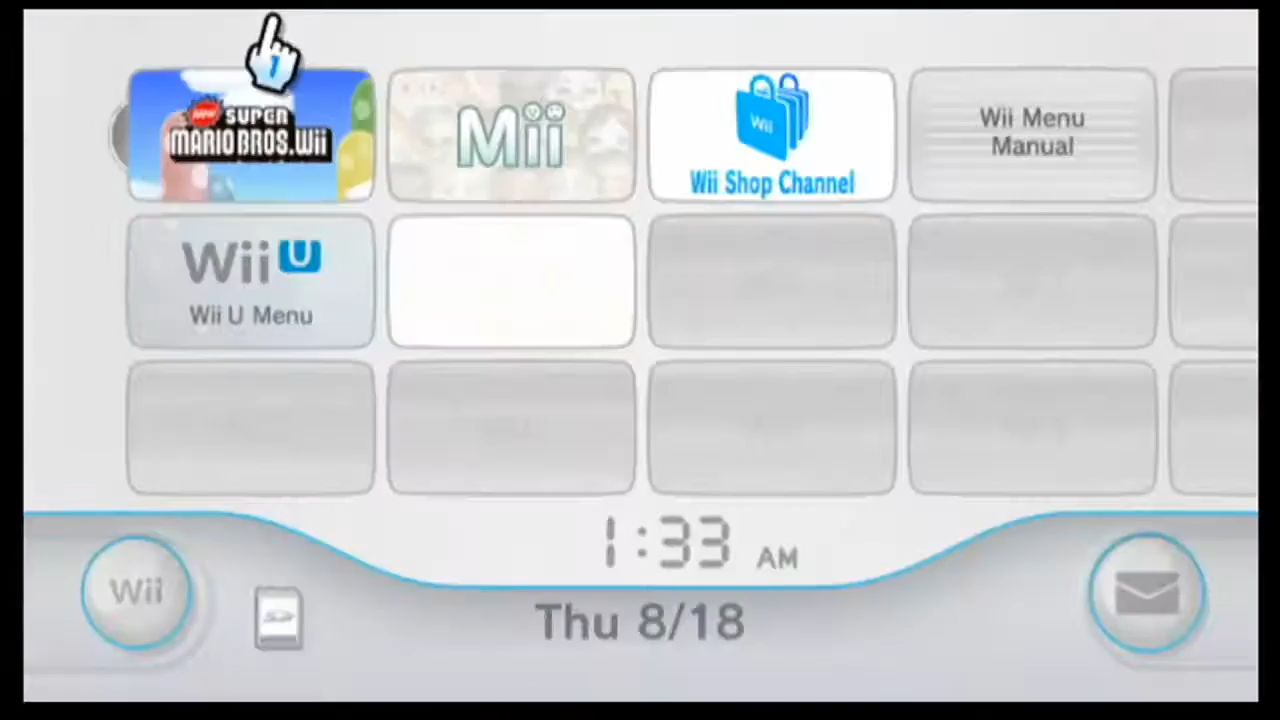 1
New SUPER
MARIO BROS. Wii
Mii
Wii
Wii Shop Channel
Wii Menu
Manual
Wii U
Wii U Menu
1:33 AM
Wii
SD
Thu 8/18